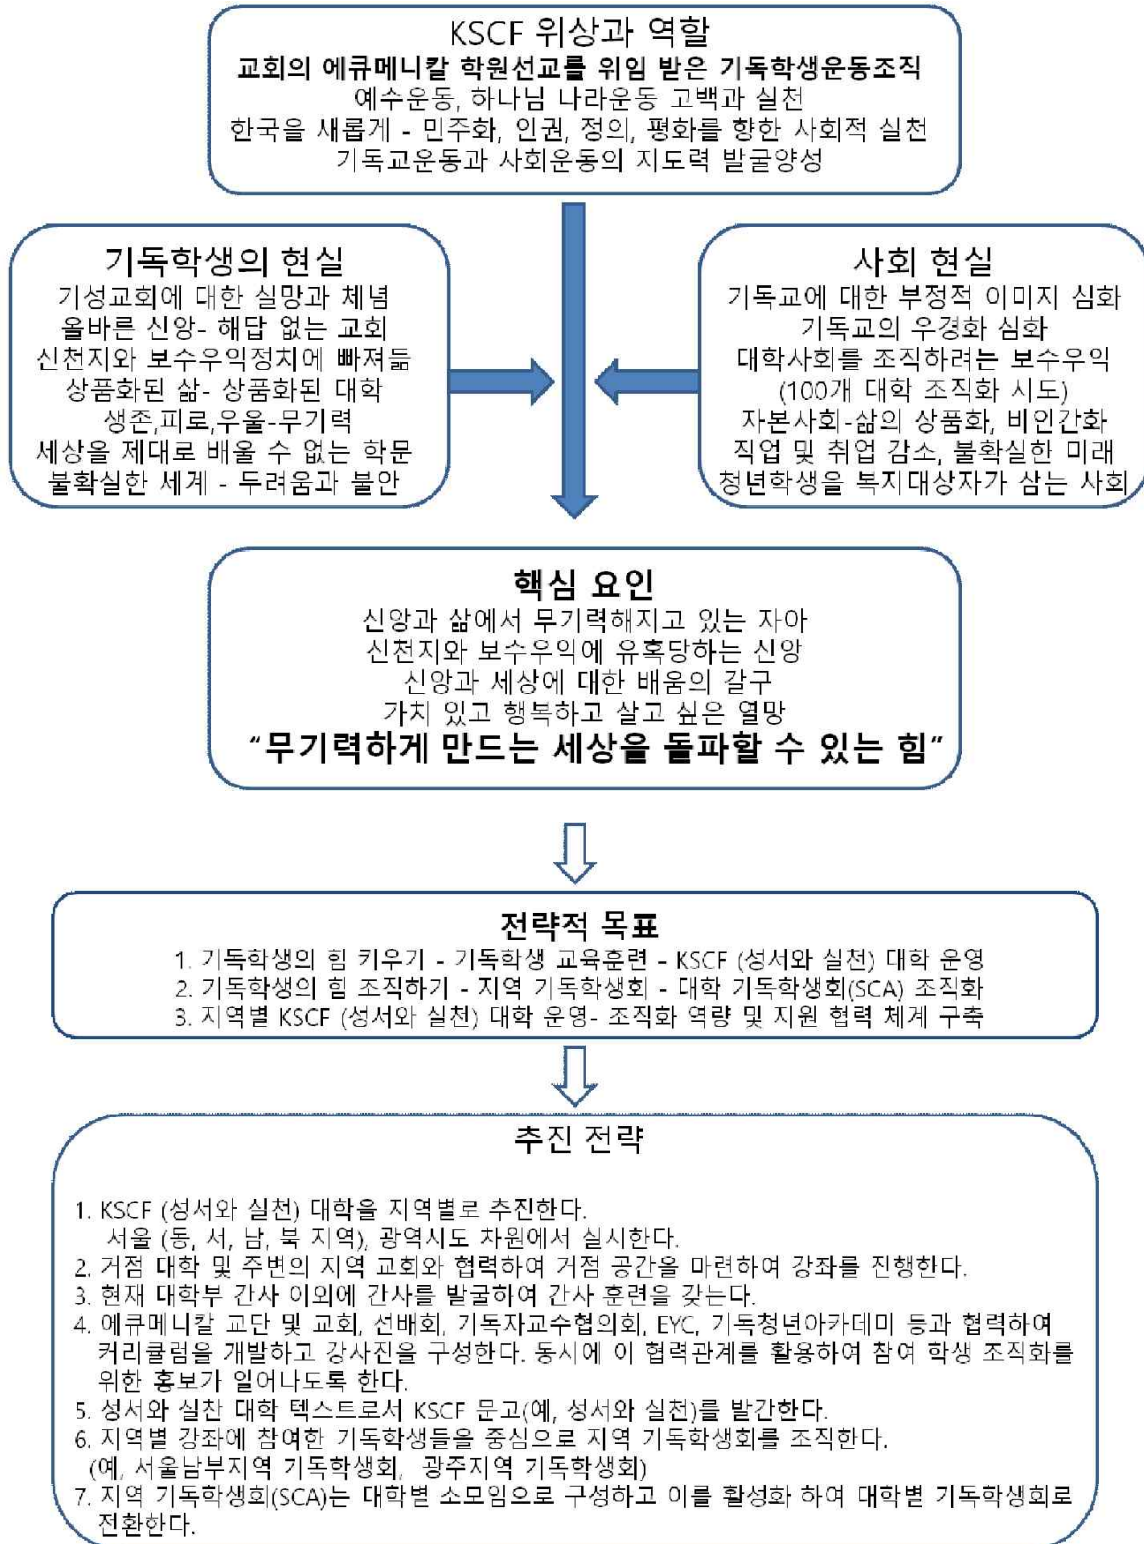 KSCF 위상과 역할
교회의 에큐메니칼 학원선교를 위임 받은 기독학생운동조직
예수운동, 하나님 나라운동 고백과 실천
한국을 새롭게 - 민주화, 인권, 정의, 평화를 향한 사회적 실천
기독교운동과 사회운동의 지도력 발굴양성
기독학생의 현실
기성교회에 대한 실망과 체념
올바른 신앙- 해답 없는 교회
신천지와 보수우익정치에 빠져듦
상품화된 삶- 상품화된 대학
생존,피로,우울-무기력
세상을 제대로 배울 수 없는 학문
불확실한 세계 - 두려움과 불안
사회 현실
기독교에 대한 부정적 이미지 심화
기독교의 우경화 심화
대학사회를 조직하려는 보수우익
(100개 대학 조직화 시도)
자본사회-삶의 상품화, 비인간화
직업 및 취업 감소, 불확실한 미래
청년학생을 복지대상자가 삼는 사회
핵심 요인
신앙과 삶에서 무기력해지고 있는 자아
신천지와 보수우익에 유혹당하는 신앙
신앙과 세상에 대한 배움의 갈구
가치 있고 행복하고 살고 싶은 열망
“무기력하게 만드는 세상을 돌파할 수 있는 힘”
전략적 목표
1. 기독학생의 힘 키우기 - 기독학생 교육훈련 - KSCF (성서와 실천) 대학 운영
2. 기독학생의 힘 조직하기 - 지역 기독학생회 - 대학 기독학생회(SCA) 조직화
3. 지역별 KSCF (성서와 실천) 대학 운영- 조직화 역량 및 지원 협력 체계 구축
추진 전략
1. KSCF (성서와 실천) 대학을 지역별로 추진한다.
서울 (동, 서, 남, 북 지역), 광역시도 차원에서 실시한다.
2. 거점 대학 및 주변의 지역 교회와 협력하여 거점 공간을 마련하여 강좌를 진행한다.
3. 현재 대학부 간사 이외에 간사를 발굴하여 간사 훈련을 갖는다.
4. 에큐메니칼 교단 및 교회, 선배회, 기독자교수협의회, EYC, 기독청년아카데미 등과 협력하여
커리큘럼을 개발하고 강사진을 구성한다. 동시에 이 협력관계를 활용하여 참여 학생 조직화를
위한 홍보가 일어나도록 한다.
5. 성서와 실찬 대학 텍스트로서 KSCF 문고(예, 성서와 실천)를 발간한다.
6. 지역별 강좌에 참여한 기독학생들을 중심으로 지역 기독학생회를 조직한다.
(예, 서울남부지역 기독학생회, 광주지역 기독학생회)
7. 지역 기독학생회(SCA)는 대학별 소모임으로 구성하고 이를 활성화 하여 대학별 기독학생회로
전환한다.